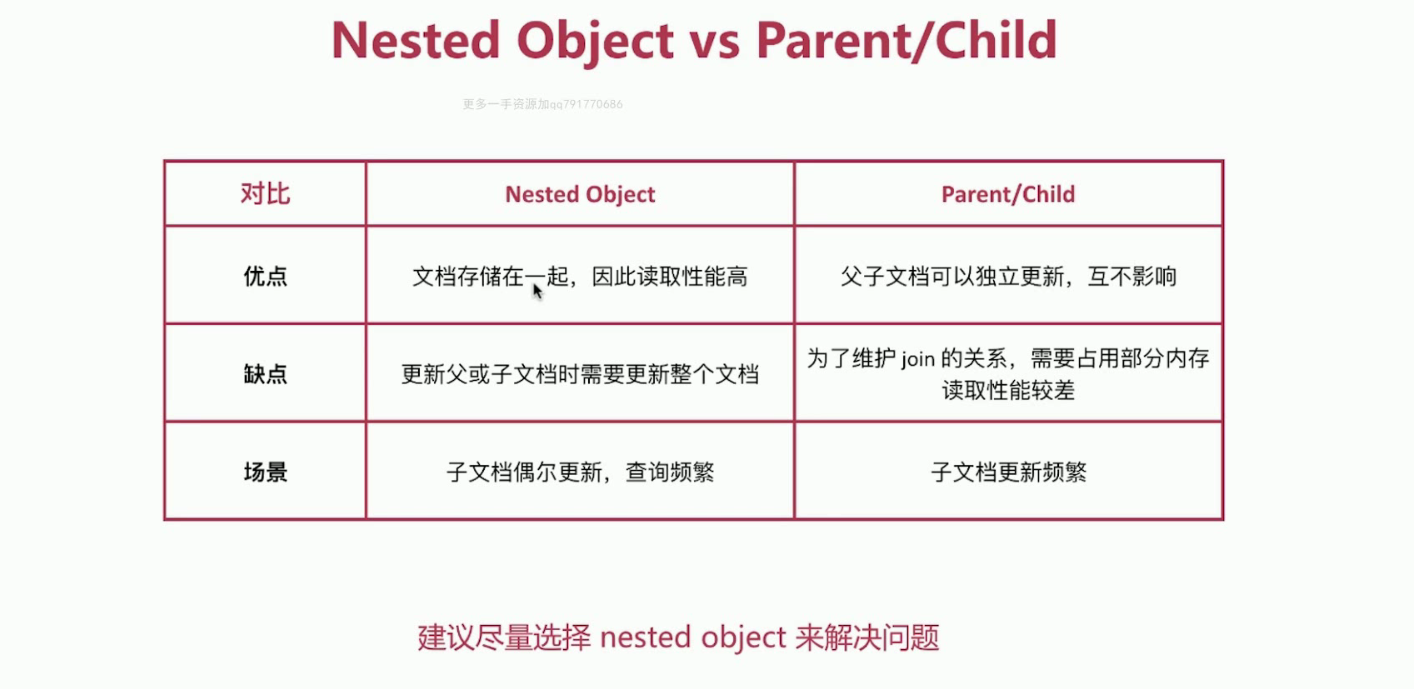 Nested Object vs Parent/Child
更多一手资源加qq791770686
对比
Nested Object
Parent/Child
优点
文档存储在一起，因此读取性能高
父子文档可以独立更新，互不影响
缺点
更新父或子文档时需要更新整个文档
为了维护 join 的关系，需要占用部分内存
读取性能较差
场景
子文档偶尔更新，查询频繁
子文档更新频繁
建议尽量选择 nested object 来解决问题